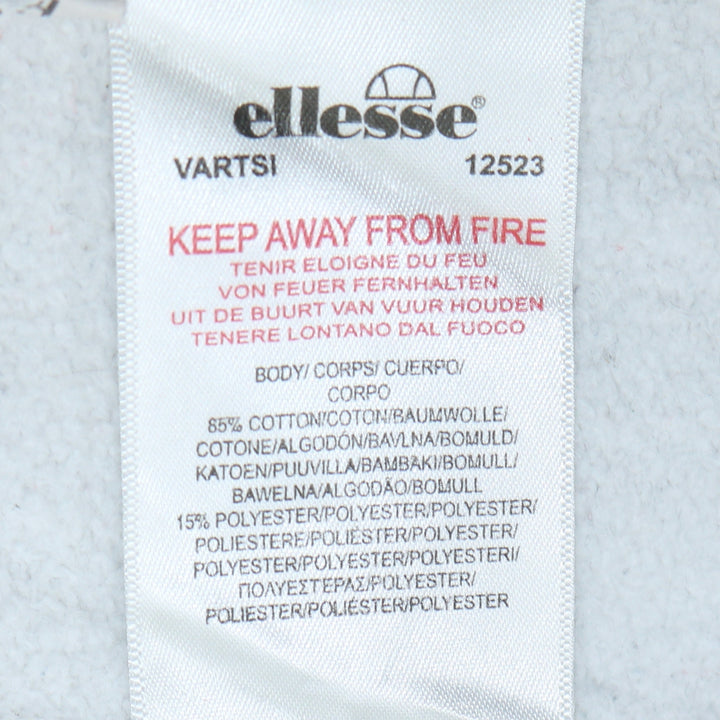 ellesse®
VARTSI 12523
KEEP AWAY FROM FIRE
TENIR ELOIGNE DU FEU
VON FEUER FERNHALTEN
UIT DE BUURT VAN VUUR HOUDEN
TENERE LONTANO DAL FUOCO
BODY/ CORPS/ CUERPO/
CORPO
85% COTTON/COTON/BAUMWOLLE/
COTONE/ALGODÓN/BAVLNA/BOMULD/
KATOEN/PUUVILLA/BAMBAKI/BOMULL/
BAWELNA/ALGODÃO/BOMULL
15% POLYESTER/POLYESTER/POLYESTER/
POLIESTERE/POLIÉSTER/POLYESTER/
POLYESTER/POLYESTER/POLYESTERI/
ΠΟΛΥΕΣΤΕΡΑΣ/POLYESTER/
POLIESTER/POLIÉSTER/POLYESTER